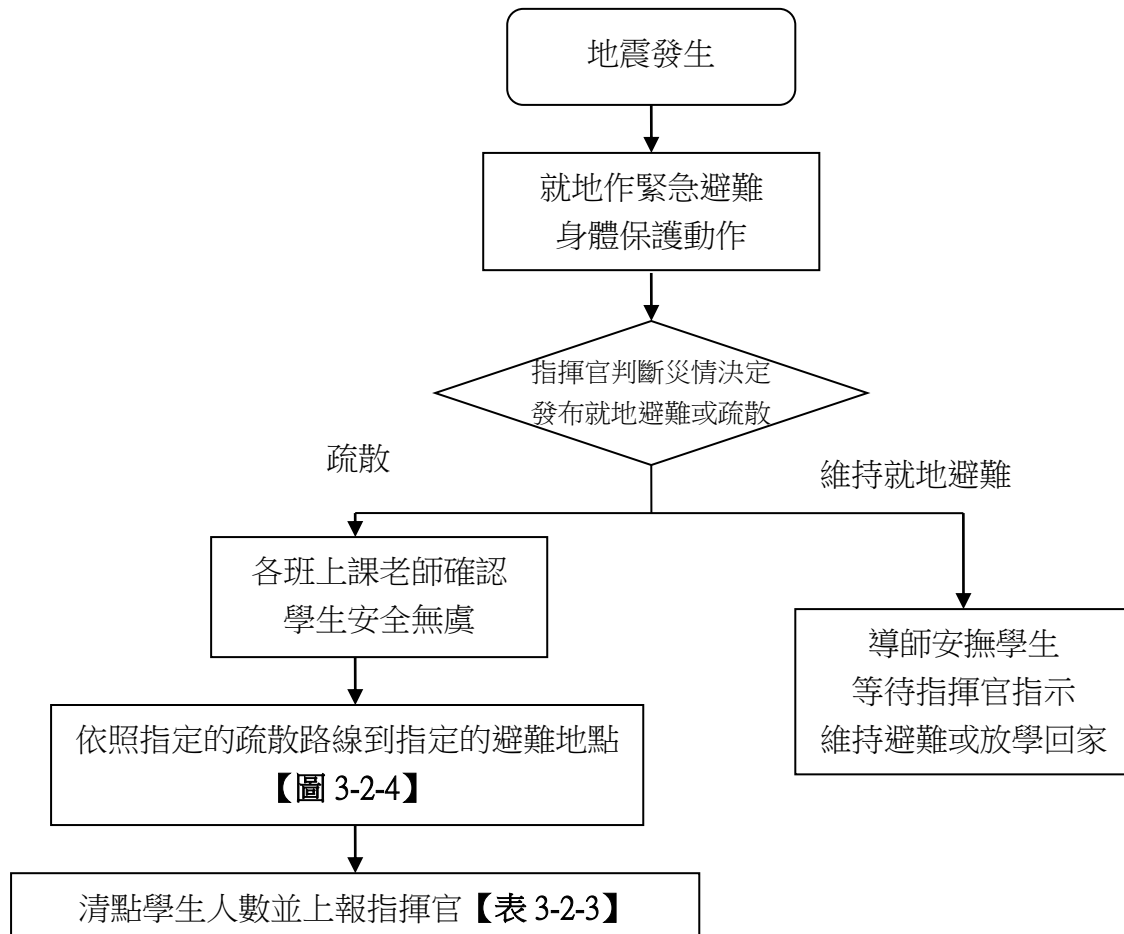 地震發生
就地作緊急避難
身體保護動作
指揮官判斷災情決定
發布就地避難或疏散
疏散
維持就地避難
各班上課老師確認
學生安全無虞
導師安撫學生
等待指揮官指示
維持避難或放學回家
依照指定的疏散路線到指定的避難地點
【圖 3-2-4】
清點學生人數並上報指揮官【表 3-2-3】